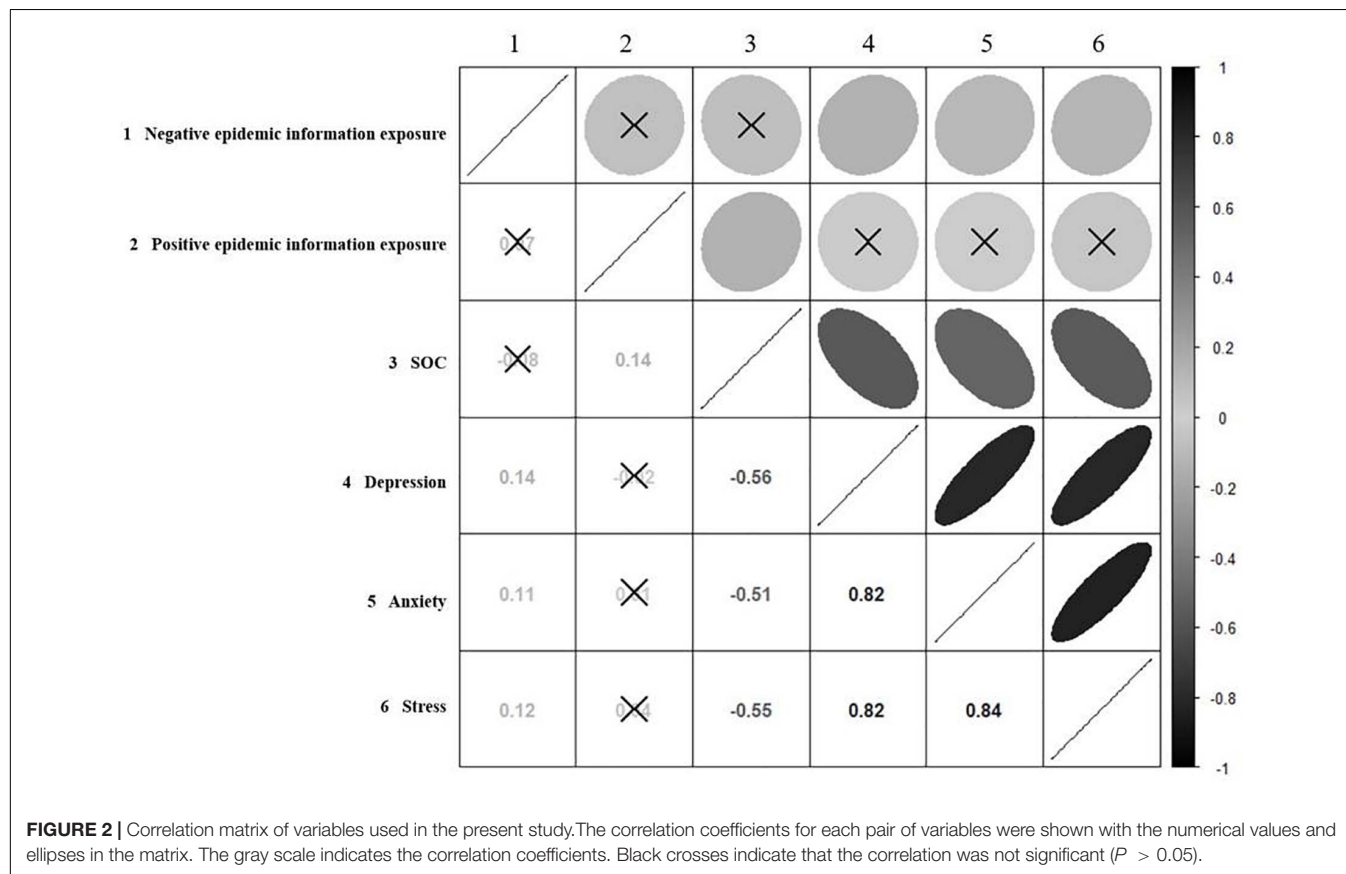 1 2 3 4 5 6
1 Negative epidemic information exposure
2 Positive epidemic information exposure
3 SOC 0.14
4 Depression 0.14 -0.56
5 Anxiety 0.11 -0.51 0.82
6 Stress 0.12 -0.55 0.82 0.84
1
0.8
0.6
0.4
0.2
0
-0.2
-0.4
-0.6
-0.8
-1
FIGURE 2 | Correlation matrix of variables used in the present study.The correlation coefficients for each pair of variables were shown with the numerical values and
ellipses in the matrix. The gray scale indicates the correlation coefficients. Black crosses indicate that the correlation was not significant (P > 0.05).